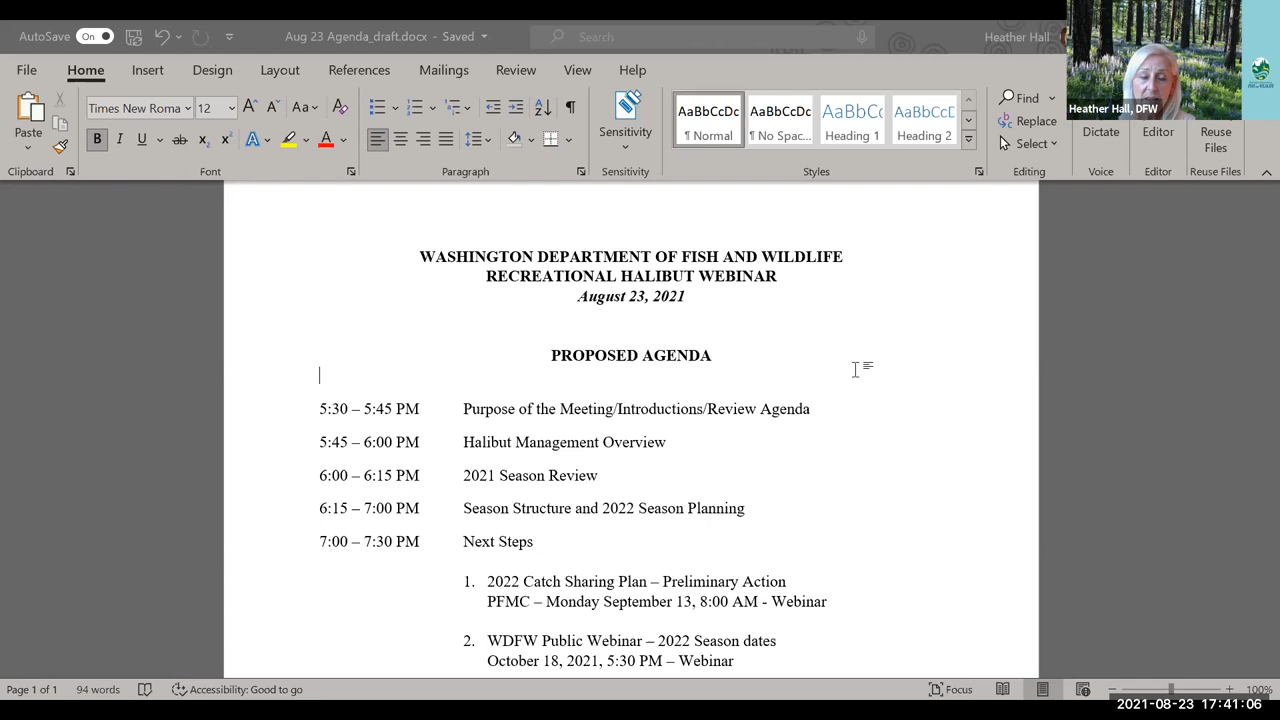 AutoSave On Aug 23 Agenda_draft.docx - Saved Search Heather Hall
File Home Insert Design Layout References Mailings Review View Help
Heather Hall, DFW
Times New Roma 12 Aa
Paste
B I U ab x₂ x² A A
Sensitivity
AaBbCcDc AaBbCcDc AaBbCc AaBbCcD
¶ Normal ¶ No Spac... Heading 1 Heading 2
Find
Replace
Select
Dictate Editor Reuse Files
Clipboard Font Paragraph Sensitivity Styles Editing Voice Editor Reuse Files
WASHINGTON DEPARTMENT OF FISH AND WILDLIFE
RECREATIONAL HALIBUT WEBINAR
August 23, 2021
PROPOSED AGENDA
5:30 – 5:45 PM Purpose of the Meeting/Introductions/Review Agenda
5:45 – 6:00 PM Halibut Management Overview
6:00 – 6:15 PM 2021 Season Review
6:15 – 7:00 PM Season Structure and 2022 Season Planning
7:00 – 7:30 PM Next Steps
1. 2022 Catch Sharing Plan – Preliminary Action
PFMC – Monday September 13, 8:00 AM - Webinar
2. WDFW Public Webinar – 2022 Season dates
October 18, 2021, 5:30 PM – Webinar
Page 1 of 1 94 words Accessibility: Good to go Focus 100%
2021-08-23 17:41:06